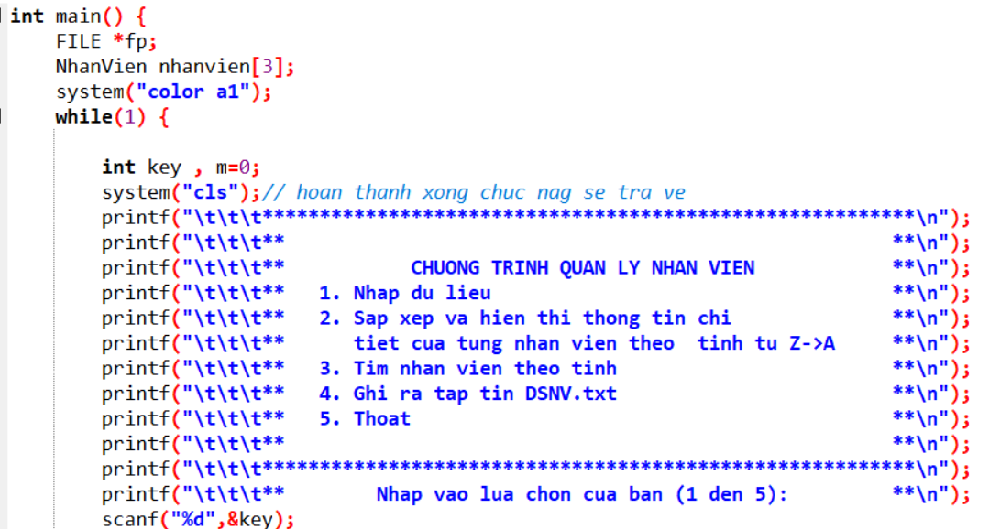 int main() {
    FILE *fp;
    NhanVien nhanvien[3];
    system("color a1");
    while(1) {
        int key , m=0;
        system("cls");// hoan thanh xong chuc nag se tra ve
        printf("\t\t\t*********************************************************\n");
        printf("\t\t\t**                                                     **\n");
        printf("\t\t\t**           CHUONG TRINH QUAN LY NHAN VIEN            **\n");
        printf("\t\t\t**   1. Nhap du lieu                                   **\n");
        printf("\t\t\t**   2. Sap xep va hien thi thong tin chi              **\n");
        printf("\t\t\t**      tiet cua tung nhan vien theo  tinh tu Z->A     **\n");
        printf("\t\t\t**   3. Tim nhan vien theo tinh                        **\n");
        printf("\t\t\t**   4. Ghi ra tap tin DSNV.txt                        **\n");
        printf("\t\t\t**   5. Thoat                                          **\n");
        printf("\t\t\t**                                                     **\n");
        printf("\t\t\t*********************************************************\n");
        printf("\t\t\t**        Nhap vao lua chon cua ban (1 den 5):         **\n");
        scanf("%d",&key);